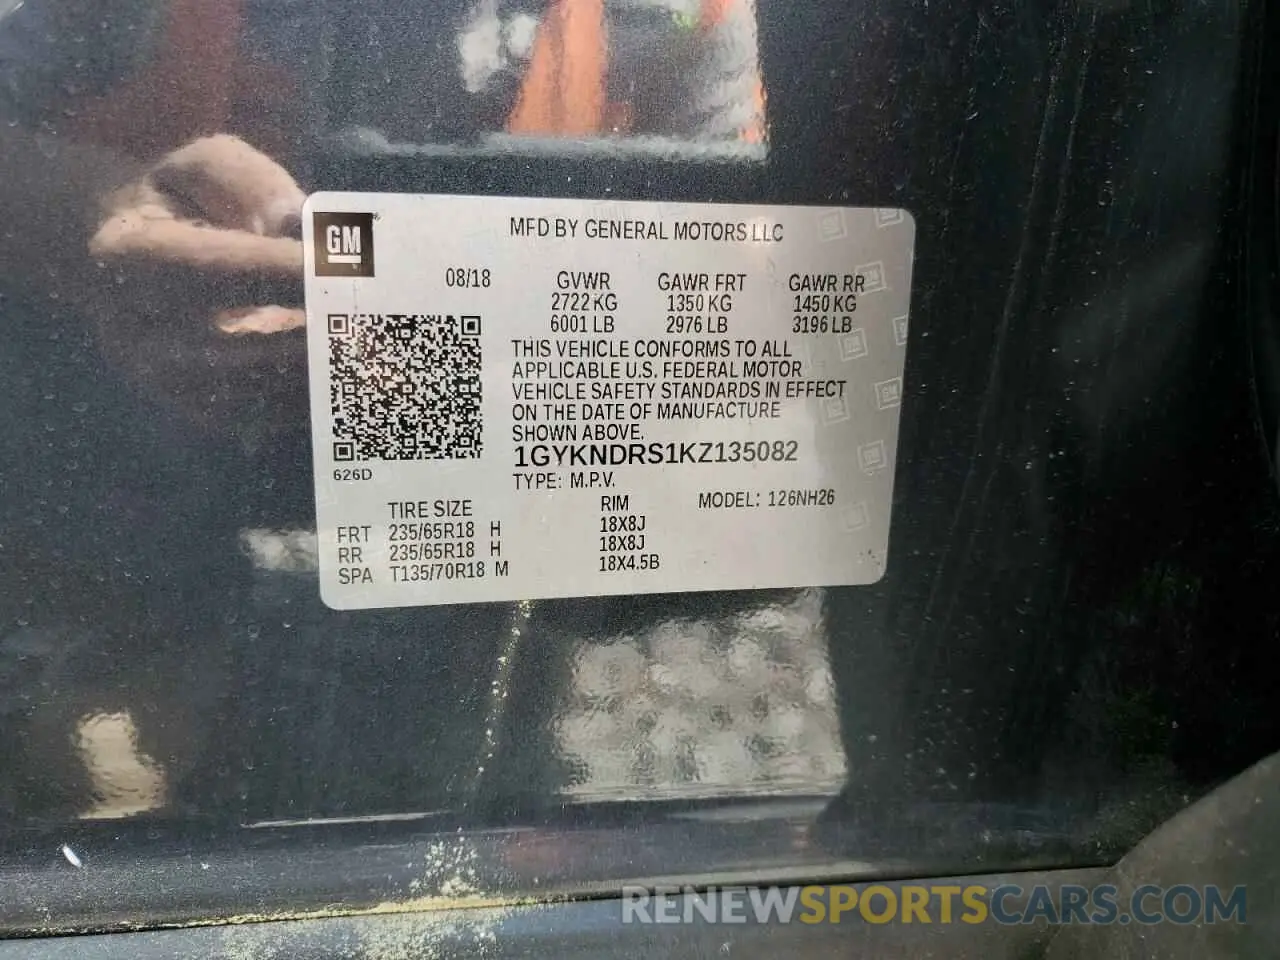 GM
MFD BY GENERAL MOTORS LLC
08/18 GVWR GAWR FRT GAWR RR
2722 KG 1350 KG 1450 KG
6001 LB 2976 LB 3196 LB
THIS VEHICLE CONFORMS TO ALL
APPLICABLE U.S. FEDERAL MOTOR
VEHICLE SAFETY STANDARDS IN EFFECT
ON THE DATE OF MANUFACTURE
SHOWN ABOVE.
1GYKNDRS1KZ135082
626D
TYPE: M.P.V.
TIRE SIZE RIM MODEL: 126NH26
FRT 235/65R18 H 18X8J
RR 235/65R18 H 18X8J
SPA T135/70R18 M 18X4.5B
RENEWSPORTSCARS.COM